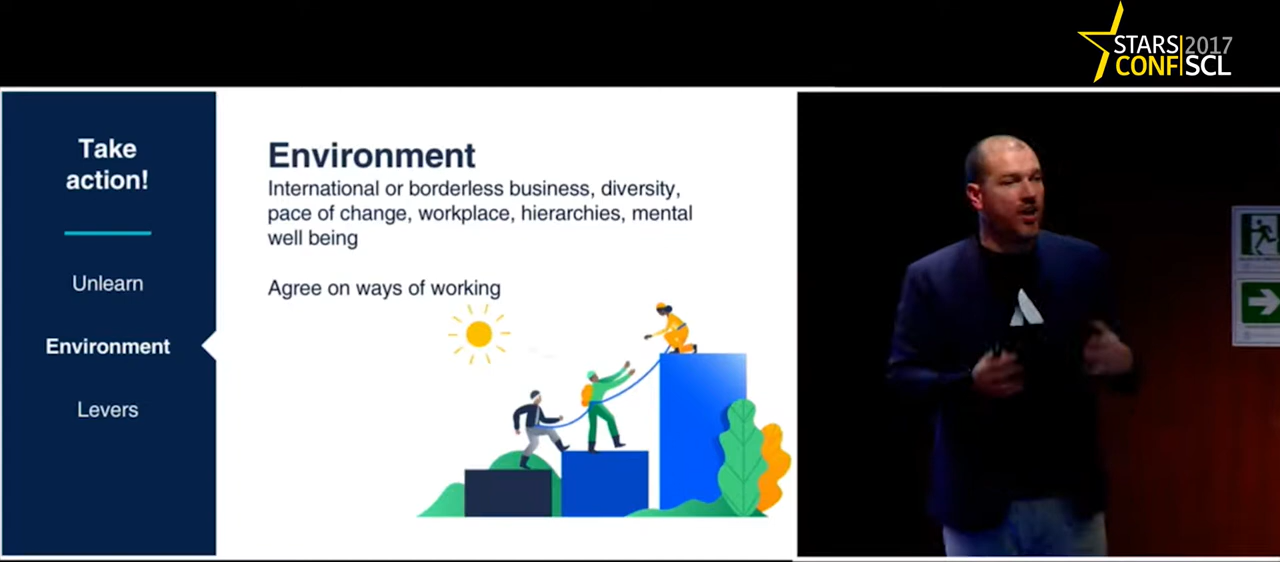 STARS 2017
CONF SCL
Take
action!
Unlearn
Environment
Levers
Environment
International or borderless business, diversity,
pace of change, workplace, hierarchies, mental
well being
Agree on ways of working